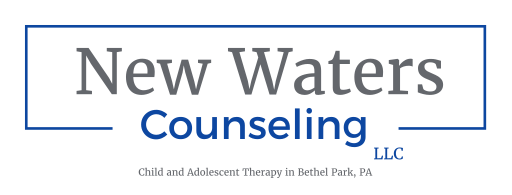 New Waters
Counseling
LLC
Child and Adolescent Therapy in Bethel Park, PA